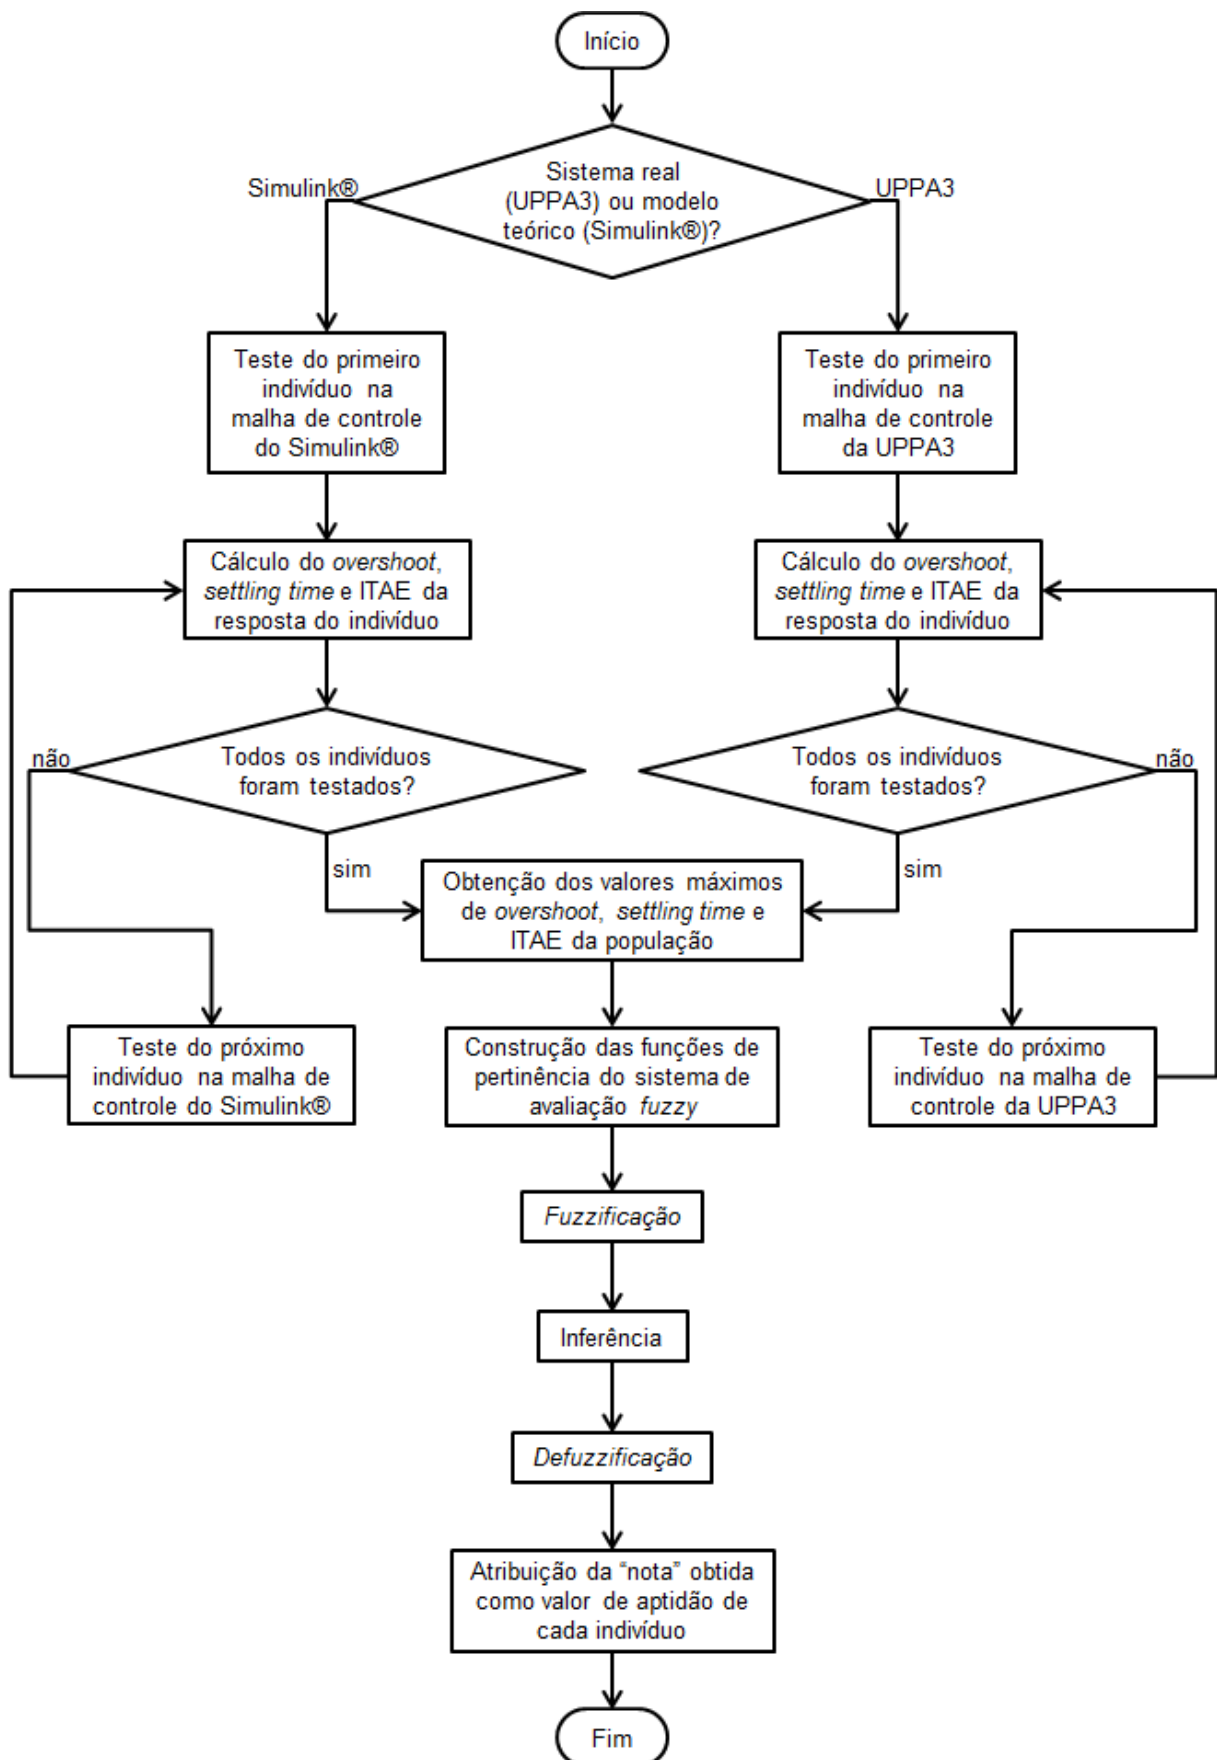 Início
Sistema real
(UPPA3) ou modelo
teórico (Simulink®)?
Simulink®
UPPA3
Teste do primeiro
indivíduo na
malha de controle
do Simulink®
Teste do primeiro
indivíduo na
malha de controle
da UPPA3
Cálculo do overshoot,
settling time e ITAE da
resposta do indivíduo
Cálculo do overshoot,
settling time e ITAE da
resposta do indivíduo
não
Todos os indivíduos
foram testados?
sim
Todos os indivíduos
foram testados?
não
sim
Obtenção dos valores máximos
de overshoot, settling time e
ITAE da população
Teste do próximo
indivíduo na malha de
controle do Simulink®
Construção das funções de
pertinência do sistema de
avaliação fuzzy
Teste do próximo
indivíduo na malha de
controle da UPPA3
Fuzzificação
Inferência
Defuzzificação
Atribuição da “nota” obtida
como valor de aptidão de
cada indivíduo
Fim